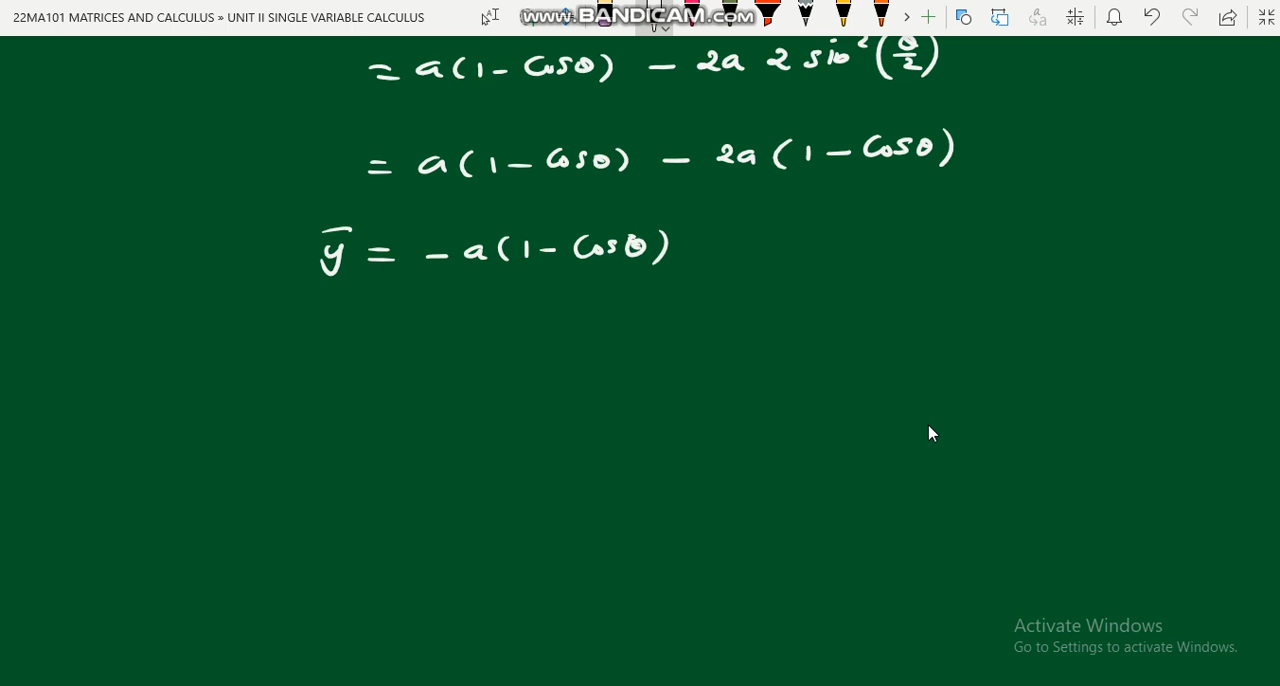 22MA101 MATRICES AND CALCULUS » UNIT II SINGLE VARIABLE CALCULUS
www.BANDICAM.com
= a(1 - Cosθ) - 2a 2 sin²(θ/2)
= a(1 - Cosθ) - 2a(1 - Cosθ)
y̅ = - a(1 - Cosθ)
Activate Windows
Go to Settings to activate Windows.